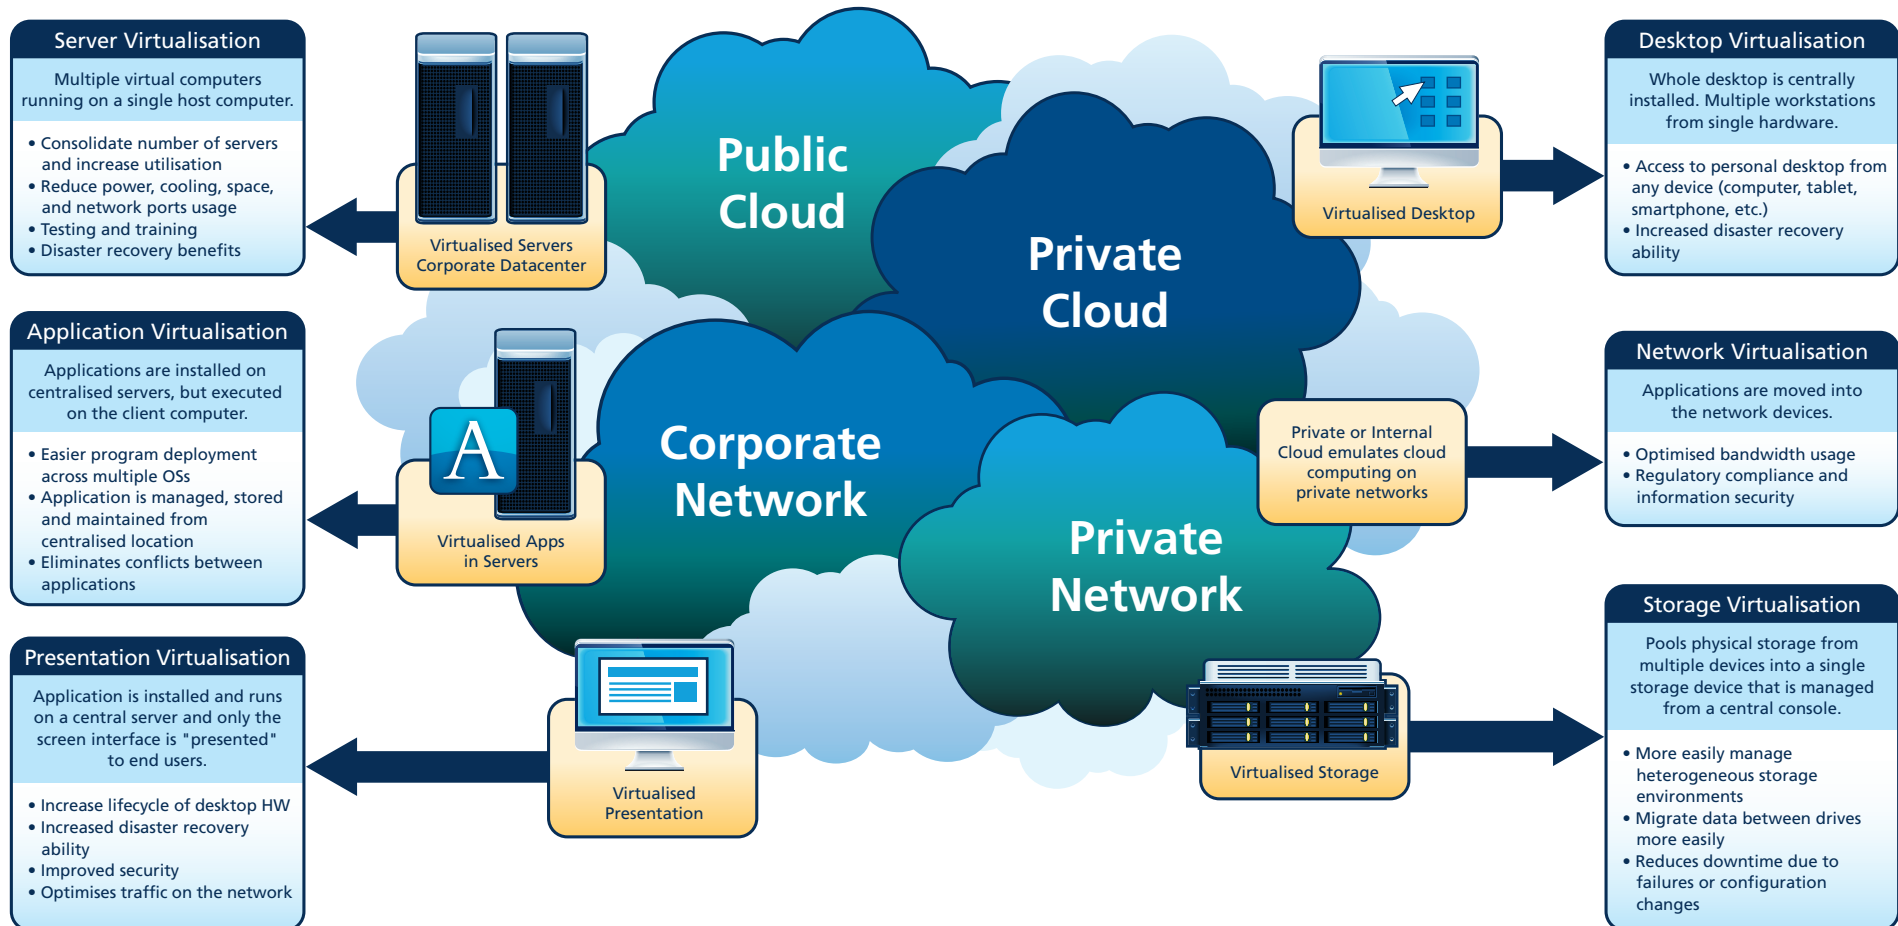 Server Virtualisation
Multiple virtual computers
running on a single host computer.
• Consolidate number of servers
and increase utilisation
• Reduce power, cooling, space,
and network ports usage
• Testing and training
• Disaster recovery benefits
Application Virtualisation
Applications are installed on
centralised servers, but executed
on the client computer.
• Easier program deployment
across multiple OSs
• Application is managed, stored
and maintained from
centralised location
• Eliminates conflicts between
applications
Presentation Virtualisation
Application is installed and runs
on a central server and only the
screen interface is "presented"
to end users.
• Increase lifecycle of desktop HW
• Increased disaster recovery
ability
• Improved security
• Optimises traffic on the network
Virtualised Servers
Corporate Datacenter
A
Virtualised Apps
in Servers
Virtualised
Presentation
Public
Cloud
Private
Cloud
Corporate
Network
Private
Network
Virtualised Desktop
Private or Internal
Cloud emulates cloud
computing on
private networks
Virtualised Storage
Desktop Virtualisation
Whole desktop is centrally
installed. Multiple workstations
from single hardware.
• Access to personal desktop from
any device (computer, tablet,
smartphone, etc.)
• Increased disaster recovery
ability
Network Virtualisation
Applications are moved into
the network devices.
• Optimised bandwidth usage
• Regulatory compliance and
information security
Storage Virtualisation
Pools physical storage from
multiple devices into a single
storage device that is managed
from a central console.
• More easily manage
heterogeneous storage
environments
• Migrate data between drives
more easily
• Reduces downtime due to
failures or configuration
changes